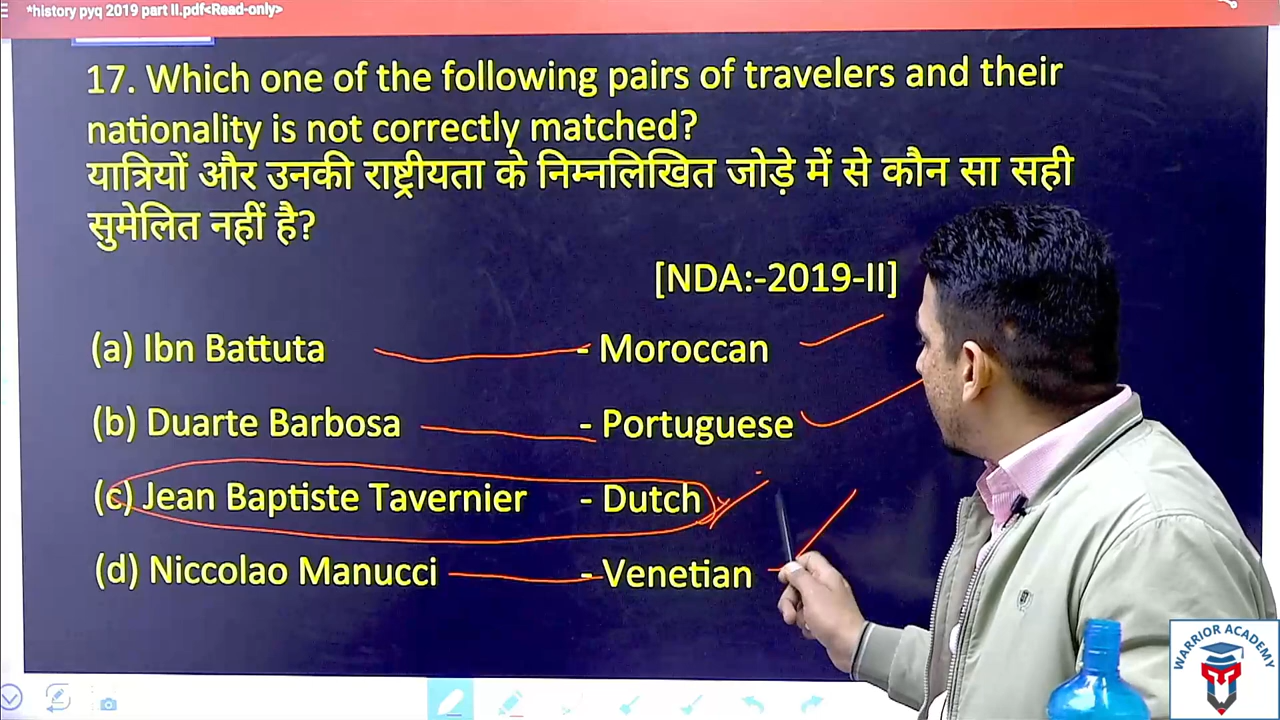 *history pyq 2019 part II.pdf<Read-only>
17. Which one of the following pairs of travelers and their
nationality is not correctly matched?
यात्रियों और उनकी राष्ट्रीयता के निम्नलिखित जोड़े में से कौन सा सही
सुमेलित नहीं है?
[NDA:-2019-II]
(a) Ibn Battuta - Moroccan
(b) Duarte Barbosa - Portuguese
(c) Jean Baptiste Tavernier - Dutch
(d) Niccolao Manucci - Venetian
WARRIOR ACADEMY